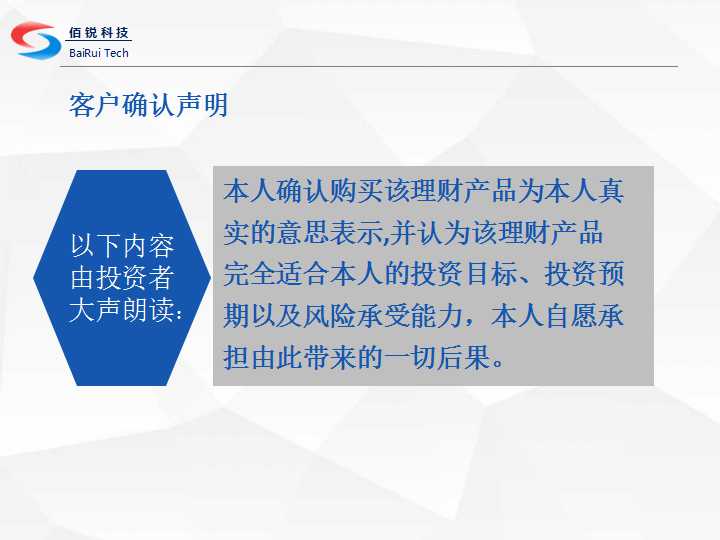 佰锐科技
BaiRui Tech
客户确认声明
以下内容
由投资者
大声朗读：
本人确认购买该理财产品为本人真
实的意思表示,并认为该理财产品
完全适合本人的投资目标、投资预
期以及风险承受能力，本人自愿承
担由此带来的一切后果。